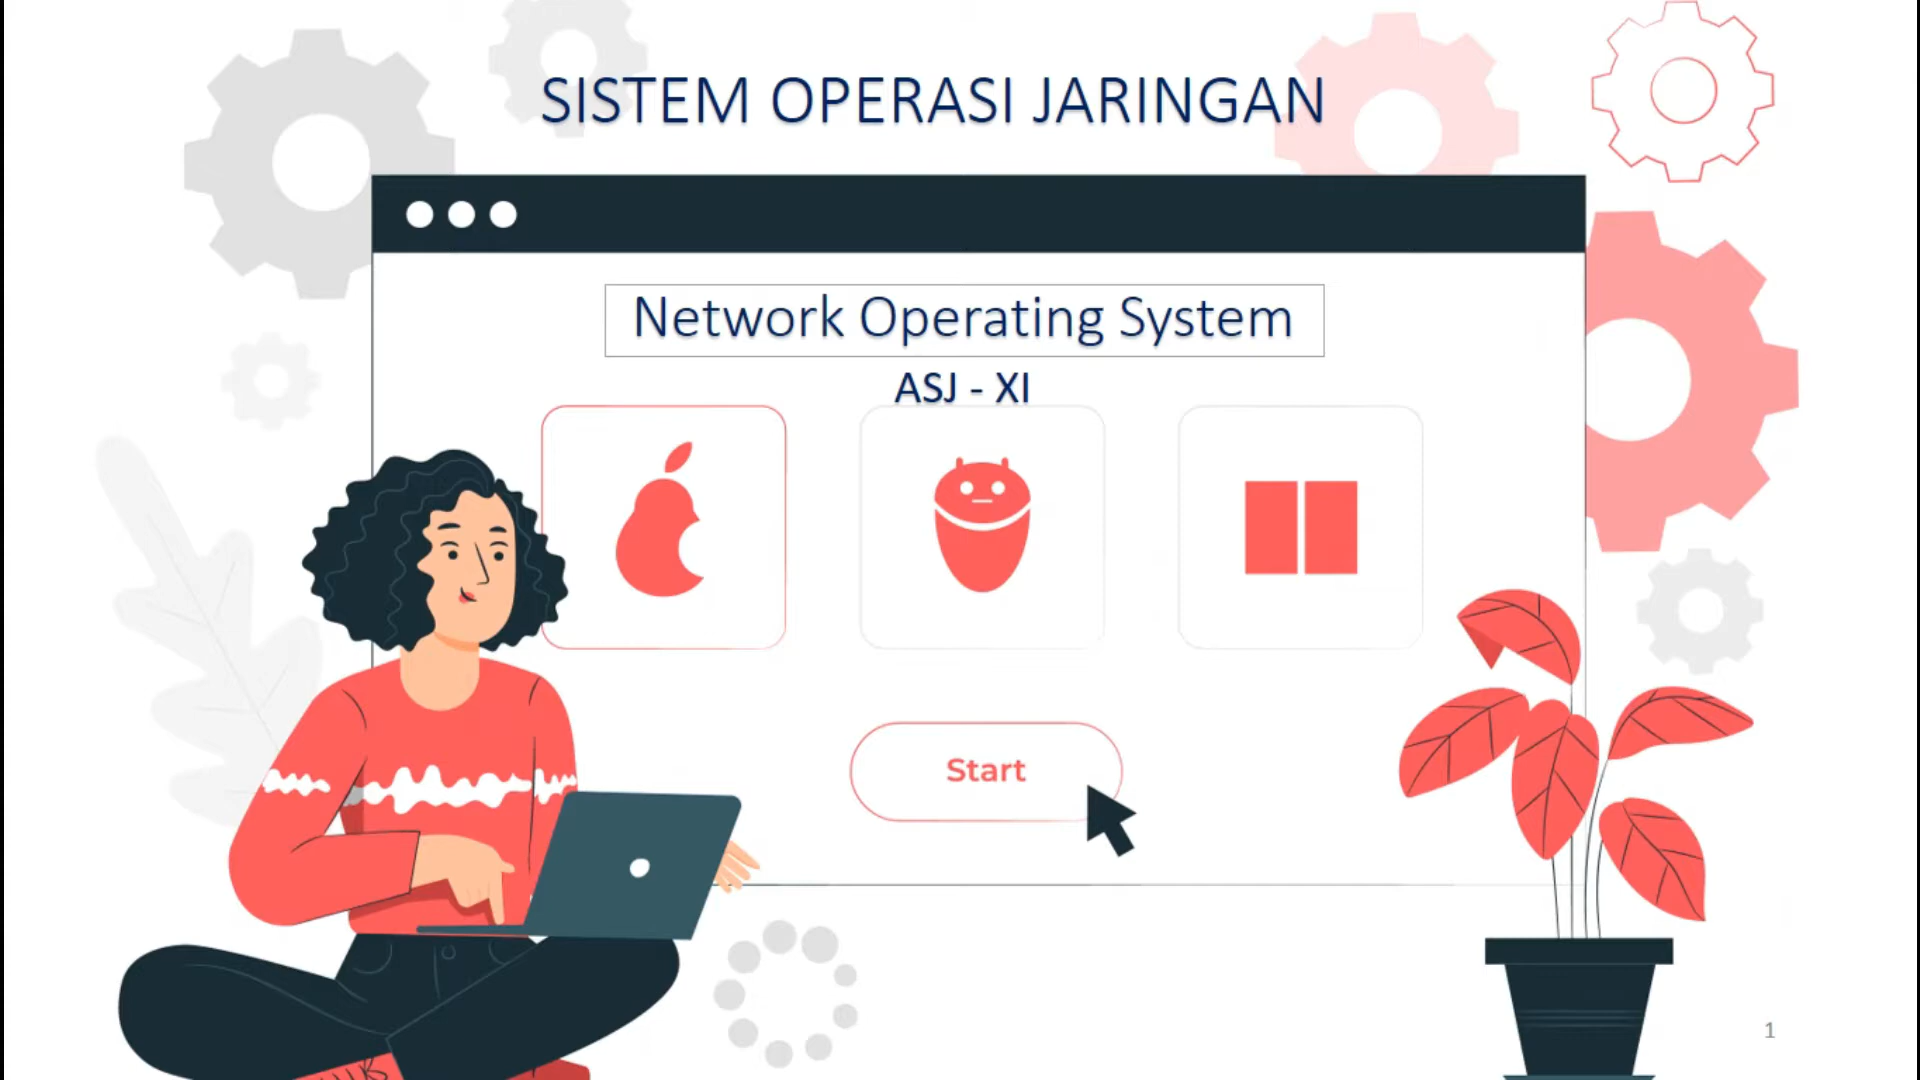 SISTEM OPERASI JARINGAN
Network Operating System
ASJ - XI
Start
1